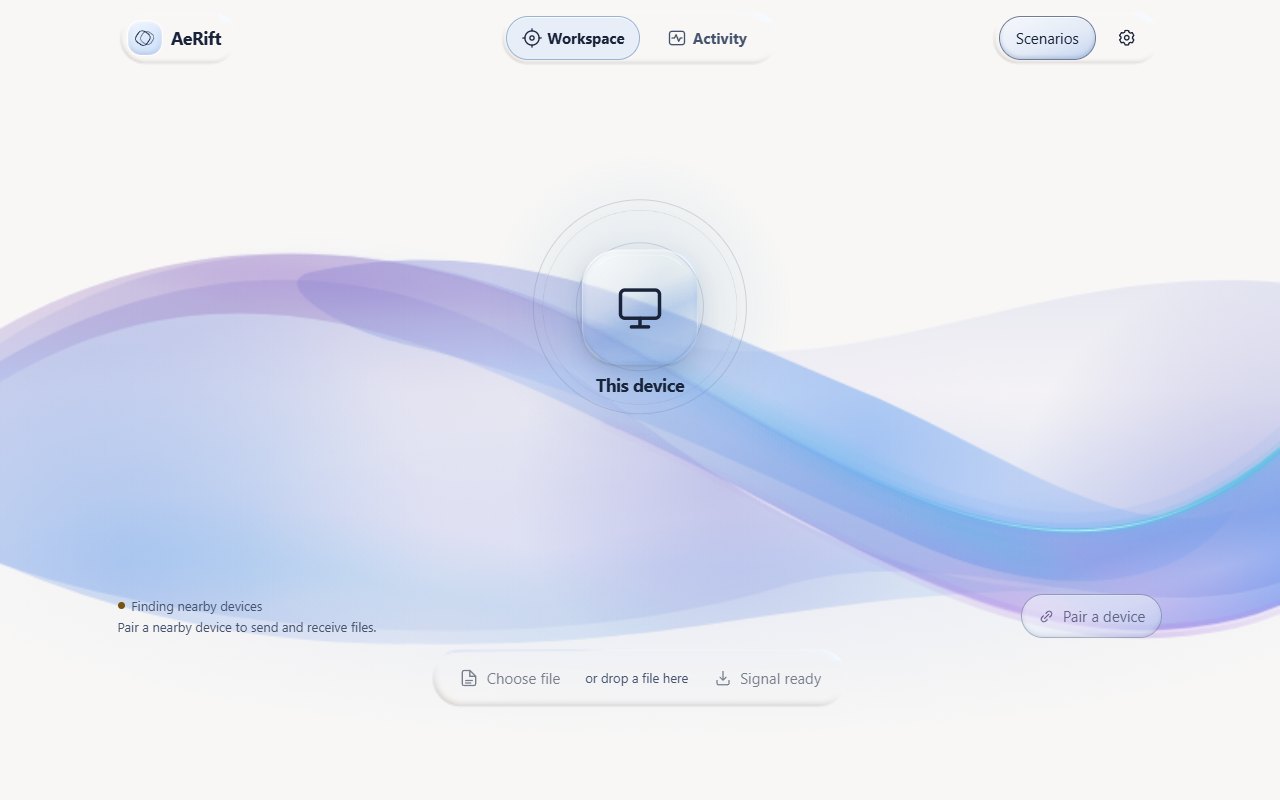 AeRift
Workspace
Activity
Scenarios
This device
Finding nearby devices
Pair a nearby device to send and receive files.
Pair a device
Choose file
or drop a file here
Signal ready